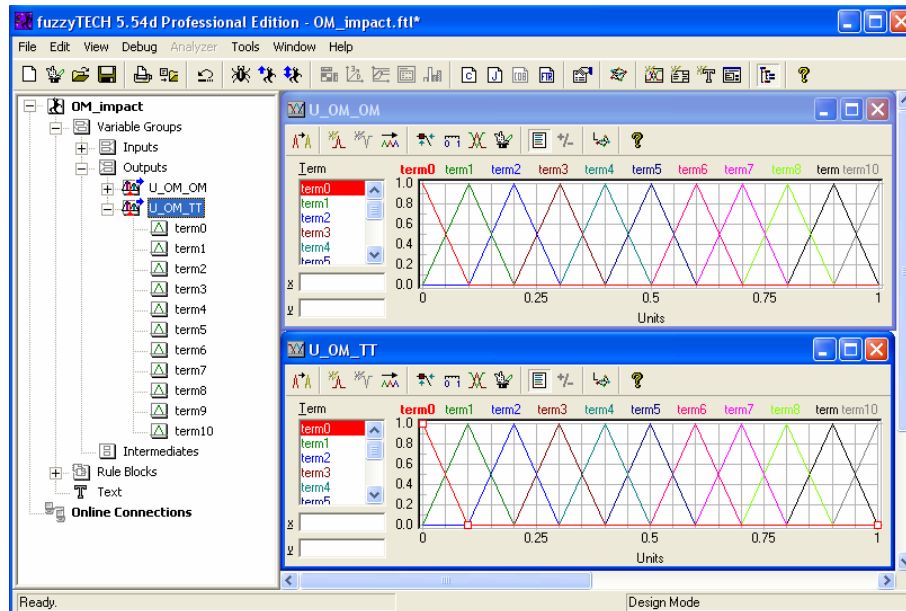 fuzzyTECH 5.54d Professional Edition - OM_impact.ftl*
File Edit View Debug Analyzer Tools Window Help
OM_impact
Variable Groups
Inputs
Outputs
U_OM_OM
U_OM_TT
term0
term1
term2
term3
term4
term5
term6
term7
term8
term9
term10
Intermediates
Rule Blocks
Text
Online Connections
U_OM_OM
Term
term0
term1
term2
term3
term4
term5
x
y
term0 term1 term2 term3 term4 term5 term6 term7 term8 term term10
1.0
0.8
0.6
0.4
0.2
0.0
0 0.25 0.5 0.75 1
Units
U_OM_TT
Term
term0
term1
term2
term3
term4
term5
x
y
term0 term1 term2 term3 term4 term5 term6 term7 term8 term term10
1.0
0.8
0.6
0.4
0.2
0.0
0 0.25 0.5 0.75 1
Units
Ready. Design Mode